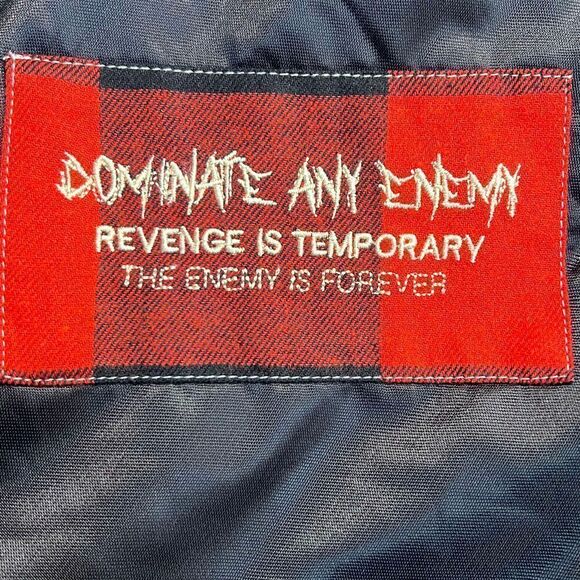 DOMINATE ANY ENEMY
REVENGE IS TEMPORARY
THE ENEMY IS FOREVER